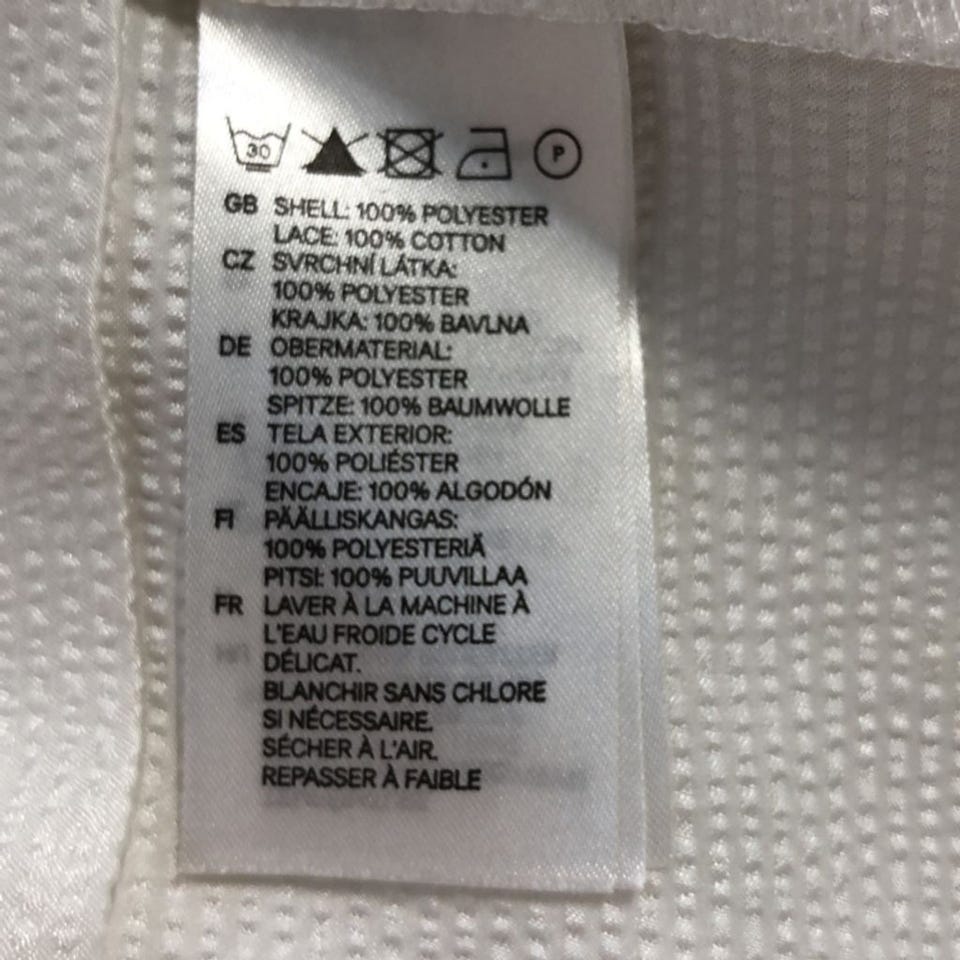 30 P
GB SHELL: 100% POLYESTER
LACE: 100% COTTON
CZ SVRCHNÍ LÁTKA:
100% POLYESTER
KRAJKA: 100% BAVLNA
DE OBERMATERIAL:
100% POLYESTER
SPITZE: 100% BAUMWOLLE
ES TELA EXTERIOR:
100% POLIÉSTER
ENCAJE: 100% ALGODÓN
FI PÄÄLLISKANGAS:
100% POLYESTERIÄ
PITSI: 100% PUUVILLAA
FR LAVER À LA MACHINE À
L'EAU FROIDE CYCLE
DÉLICAT.
BLANCHIR SANS CHLORE
SI NÉCESSAIRE.
SÉCHER À L'AIR.
REPASSER À FAIBLE